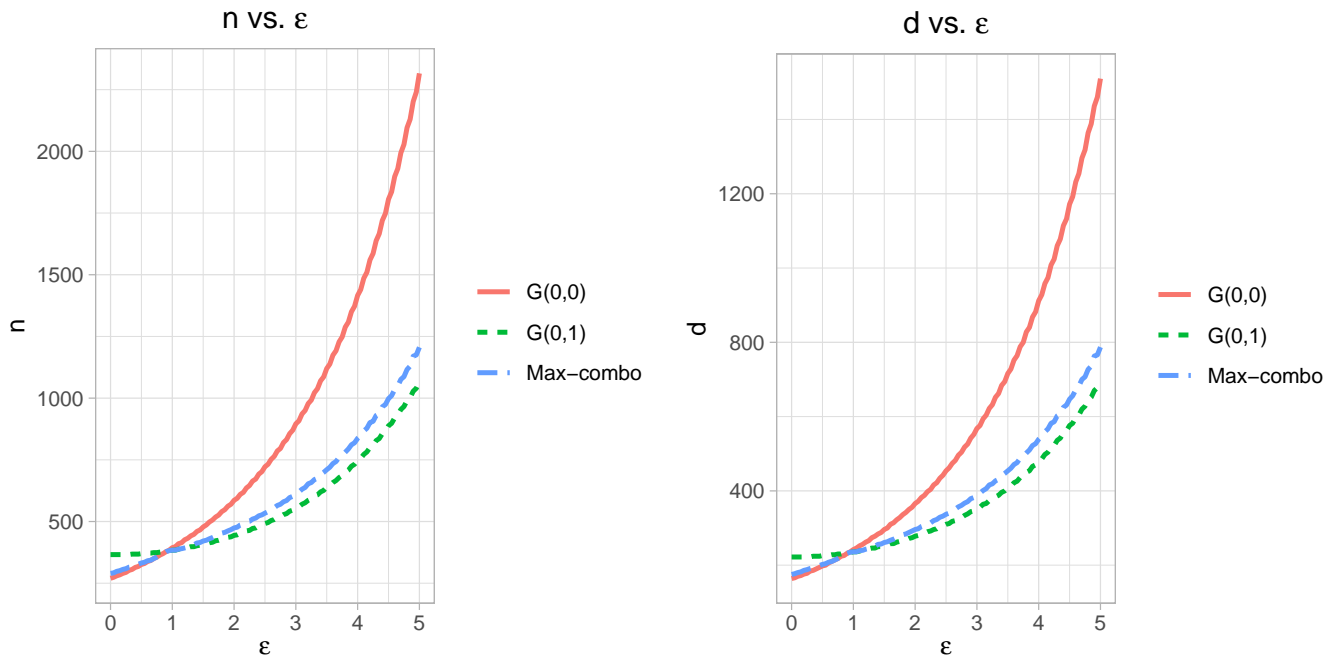 n vs. ε
n
2000
1500
1000
500
0 1 2 3 4 5
ε
G(0,0)
G(0,1)
Max−combo
d vs. ε
d
1200
800
400
0 1 2 3 4 5
ε
G(0,0)
G(0,1)
Max−combo